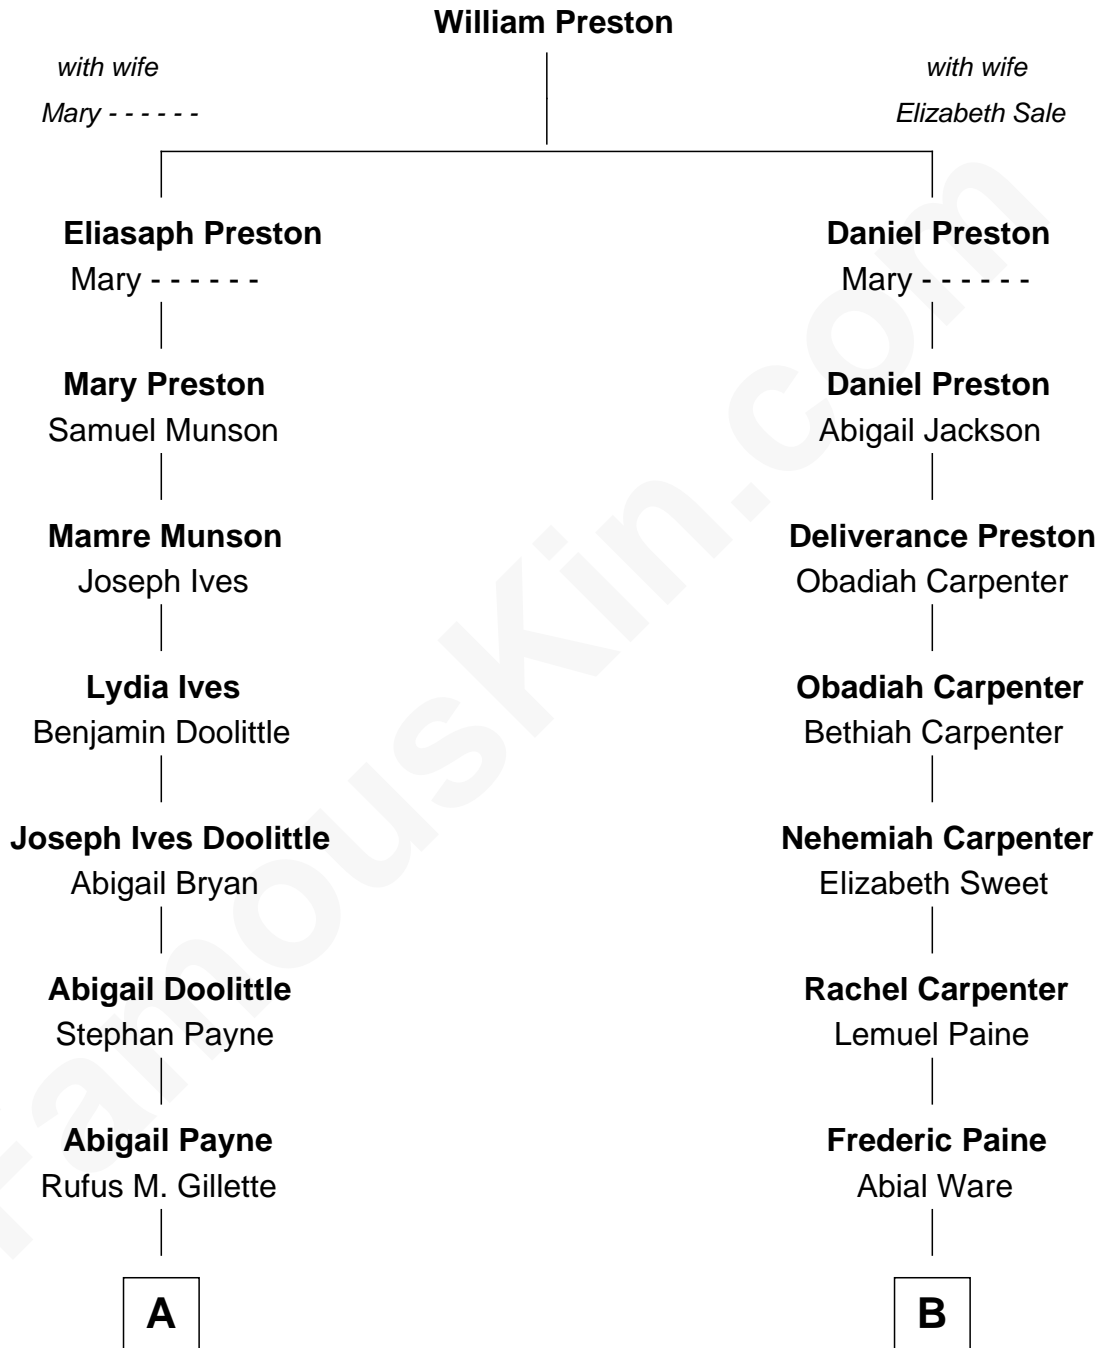 William Preston
with wife
Mary - - - - - -
with wife
Elizabeth Sale
Eliasaph Preston
Mary - - - - - -
Daniel Preston
Mary - - - - - -
Mary Preston
Samuel Munson
Daniel Preston
Abigail Jackson
Mamre Munson
Joseph Ives
Deliverance Preston
Obadiah Carpenter
Lydia Ives
Benjamin Doolittle
Obadiah Carpenter
Bethiah Carpenter
Joseph Ives Doolittle
Abigail Bryan
Nehemiah Carpenter
Elizabeth Sweet
Abigail Doolittle
Stephan Payne
Rachel Carpenter
Lemuel Paine
Abigail Payne
Rufus M. Gillette
Frederic Paine
Abial Ware
A
B
FamousKin.com